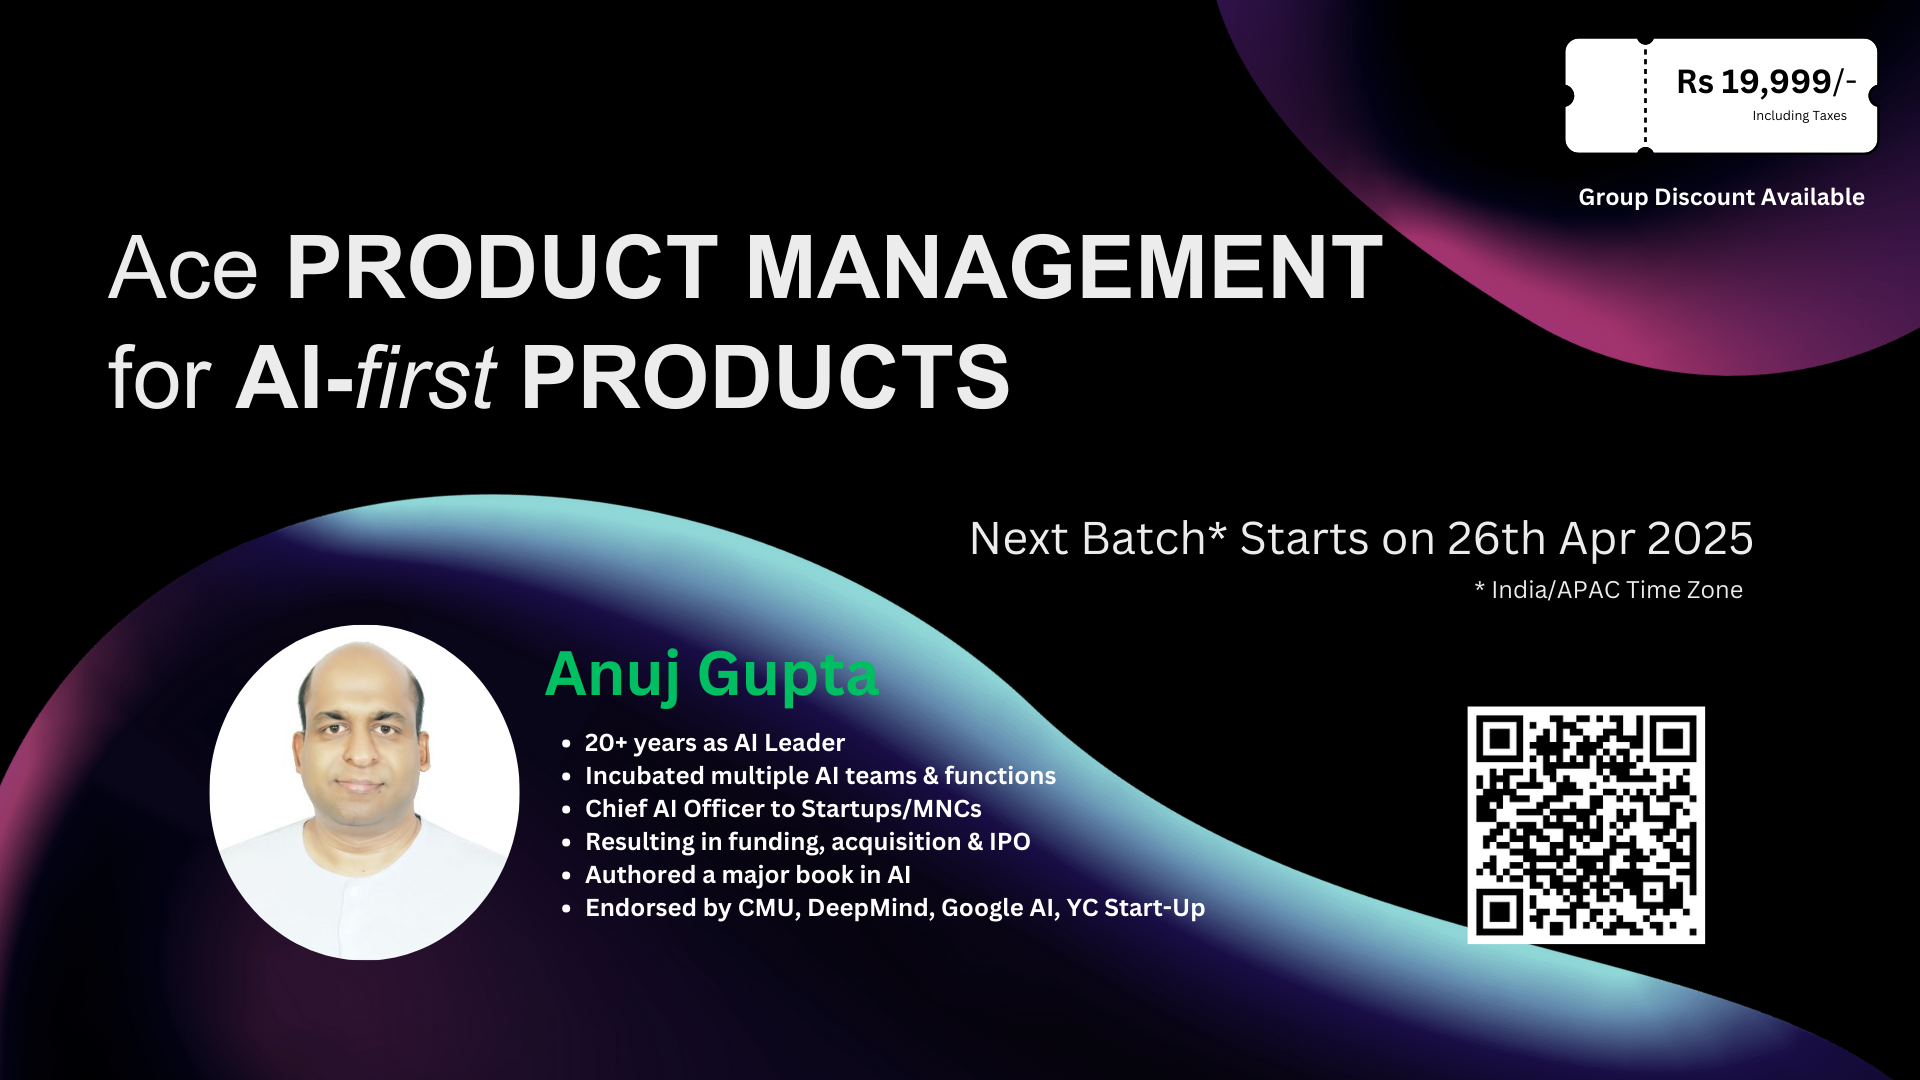 Rs 19,999/-
Including Taxes
Group Discount Available
Ace PRODUCT MANAGEMENT
for AI-first PRODUCTS
Next Batch* Starts on 26th Apr 2025
* India/APAC Time Zone
Anuj Gupta
• 20+ years as AI Leader
• Incubated multiple AI teams & functions
• Chief AI Officer to Startups/MNCs
• Resulting in funding, acquisition & IPO
• Authored a major book in AI
• Endorsed by CMU, DeepMind, Google AI, YC Start-Up